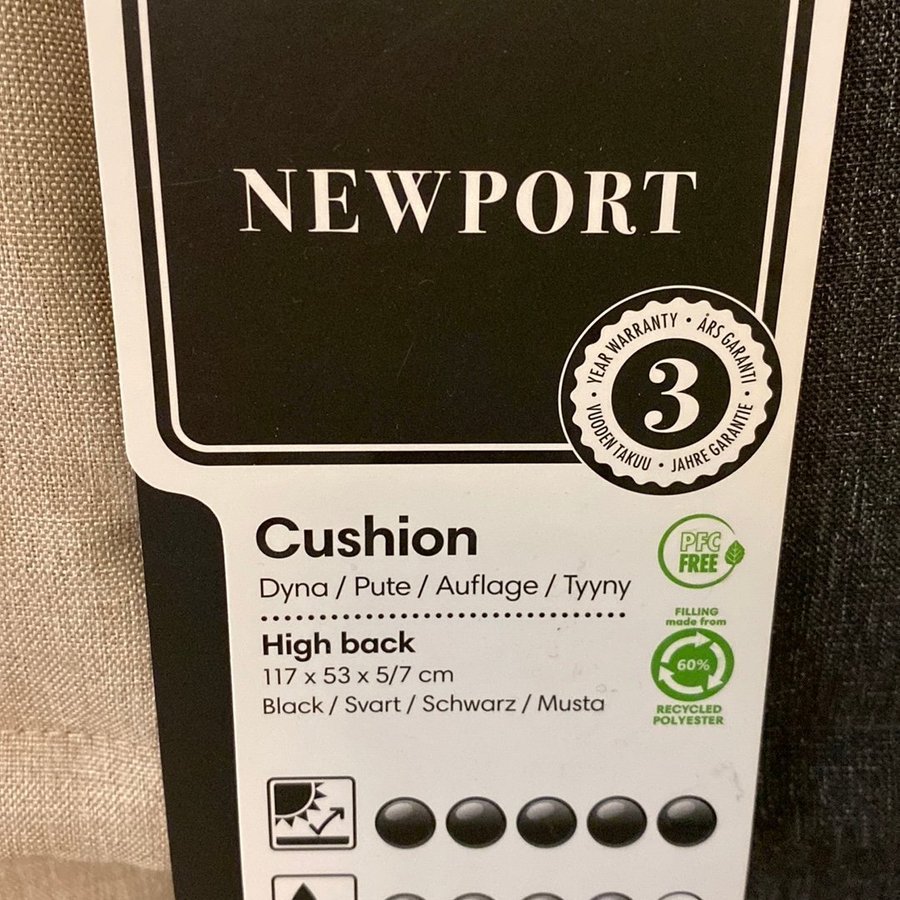 NEWPORT
YEAR WARRANTY • ÅRS GARANTI • JAHRE GARANTIE • VUODEN TAKUU •
3
Cushion
Dyna / Pute / Auflage / Tyyny
High back
117 x 53 x 5/7 cm
Black / Svart / Schwarz / Musta
PFC
FREE
FILLING
made from
60%
RECYCLED
POLYESTER